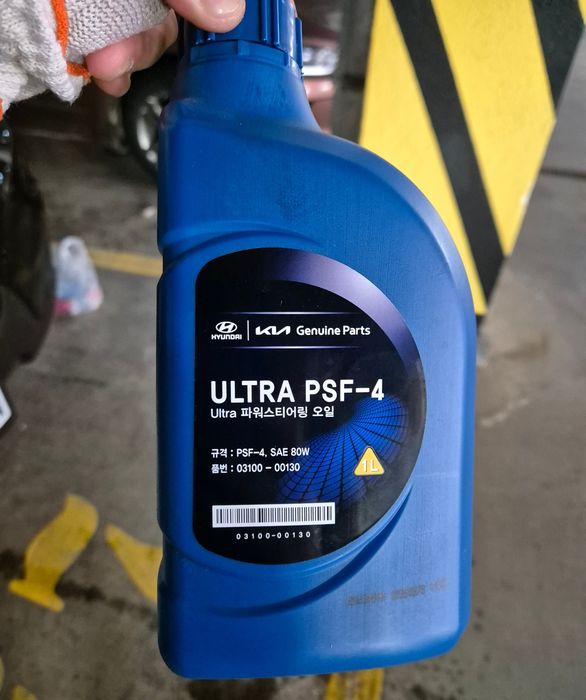 HYUNDAI KIA Genuine Parts
ULTRA PSF-4
Ultra 파워스티어링 오일
규격 : PSF-4, SAE 80W
품번 : 03100 - 00130
1L
03100-00130